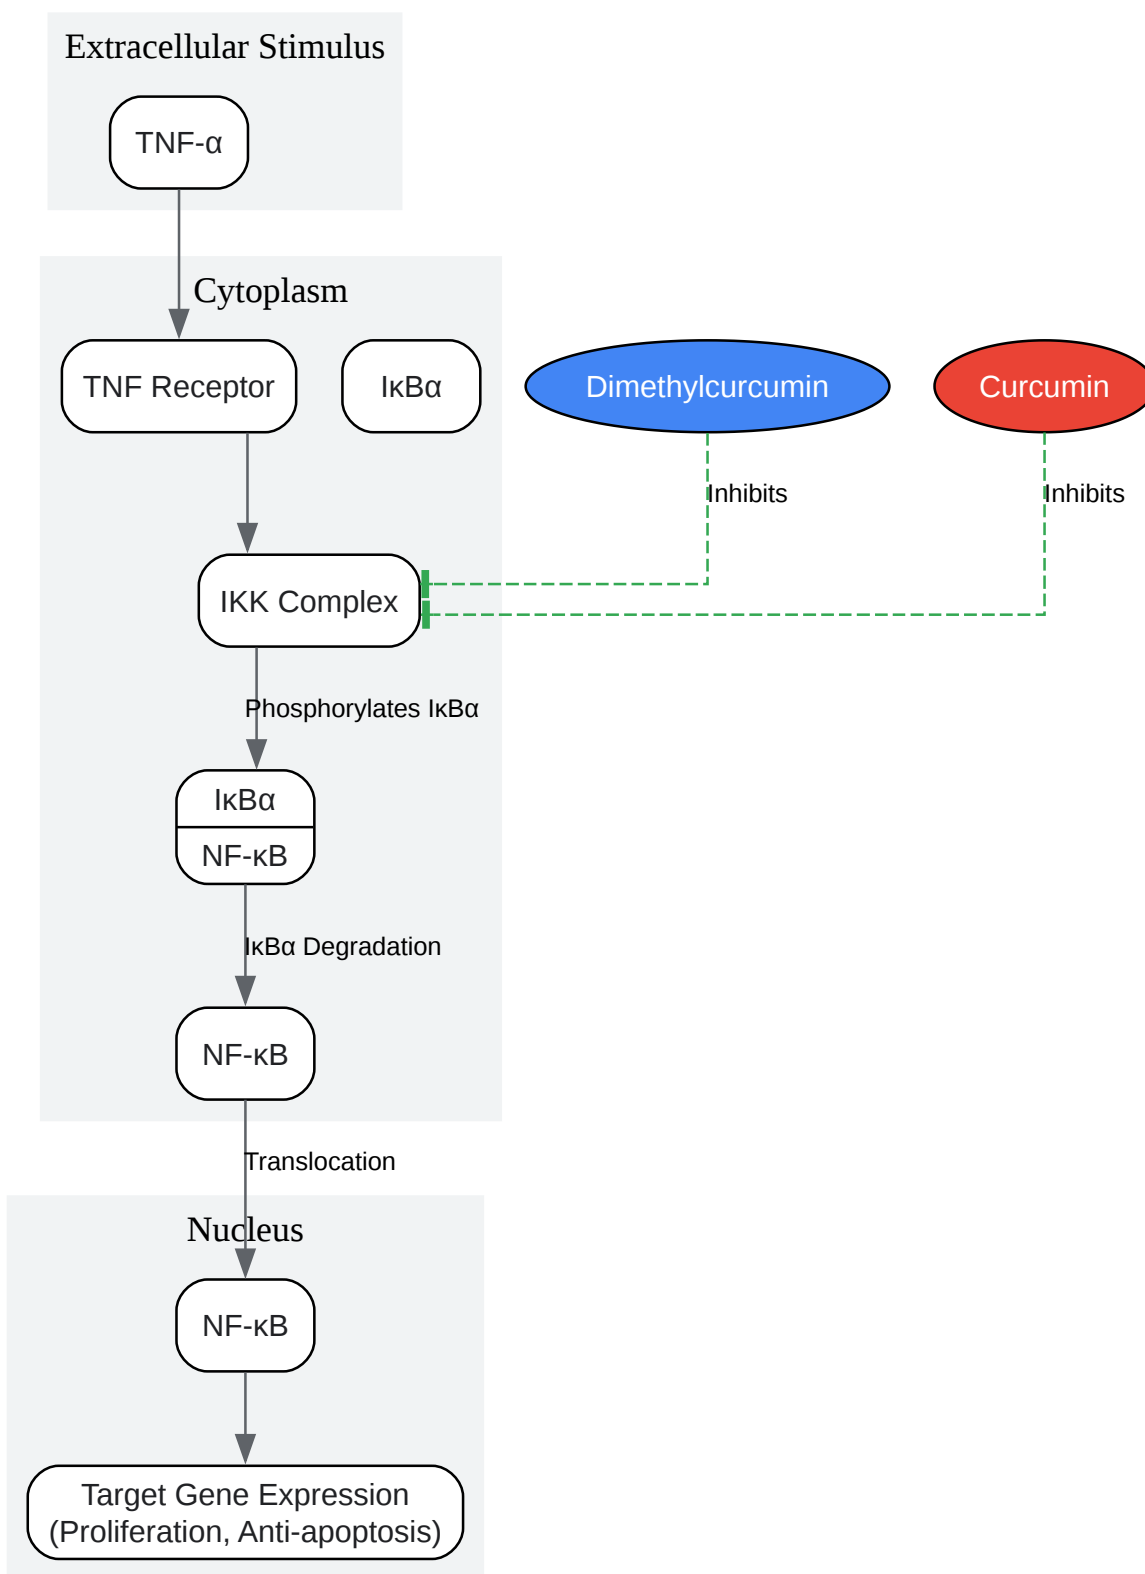 Extracellular Stimulus
TNF-α
Cytoplasm
TNF Receptor
IκBα
Dimethylcurcumin
Curcumin
Inhibits
Inhibits
IKK Complex
Phosphorylates IκBα
IκBα
NF-κB
IκBα Degradation
NF-κB
Translocation
Nucleus
NF-κB
Target Gene Expression
(Proliferation, Anti-apoptosis)